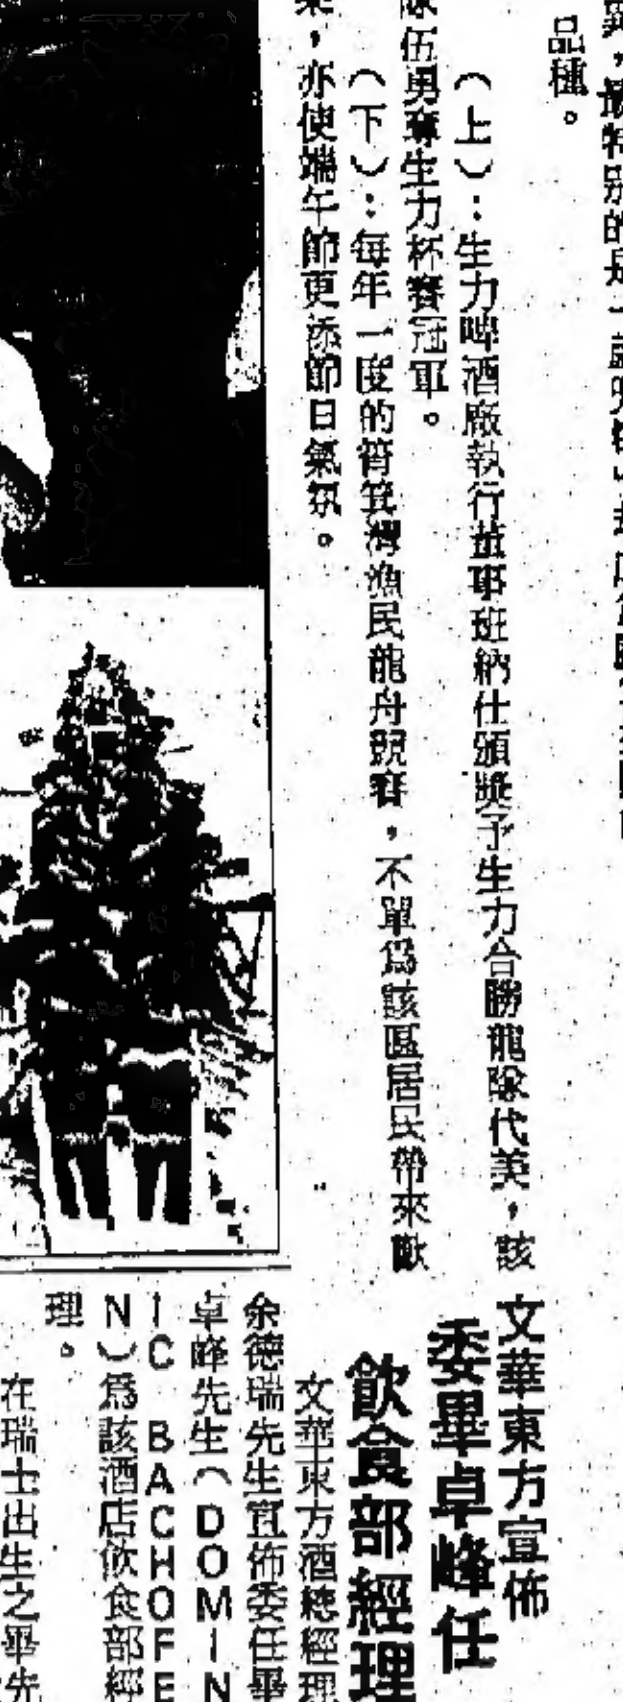 品種。
（上）：生力啤酒廠執行董事班納仕頒獎予生力合勝龍隊代美，該
隊伍勇奪生力杯賽冠軍。
（下）：每年一度的筲箕灣漁民龍舟競賽，不單為該區居民帶來歡
，亦使端午節更添節日氣氛。
文華東方宣佈
委畢卓峰任
飲食部經理
文華東方酒總經理
余德瑞先生宣佈委任畢
卓峰先生（DOMIN
IC BACHOFE
N）為該酒店飲食部經
理。
在瑞士出生之畢先